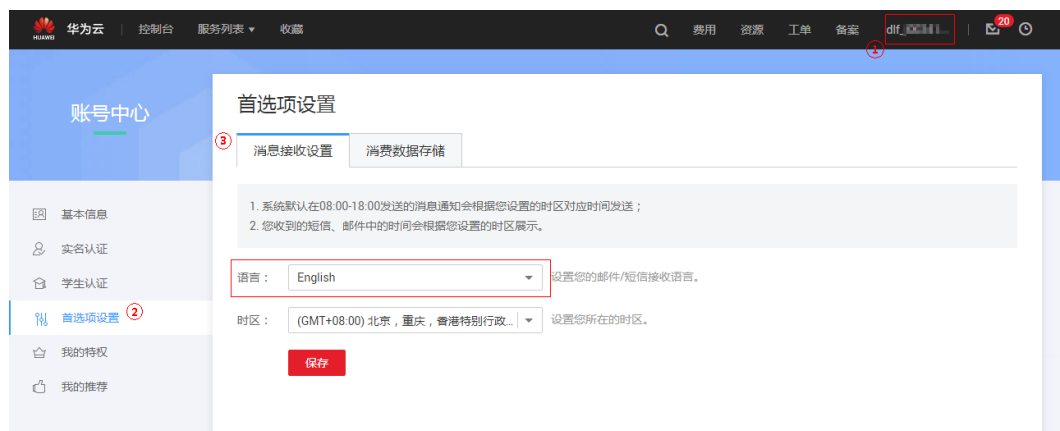 HUAWEI 华为云 控制台 服务列表 收藏 费用 资源 工单 备案 dlf_ 20
①
账号中心
首选项设置
③ 消息接收设置 消费数据存储
1. 系统默认在08:00-18:00发送的消息通知会根据您设置的时区对应时间发送；
2. 您收到的短信、邮件中的时间会根据您设置的时区展示。
基本信息
实名认证
学生认证
首选项设置 ②
我的特权
我的推荐
语言： English 设置您的邮件/短信接收语言。
时区： (GMT+08:00) 北京，重庆，香港特别行政... 设置您所在的时区。
保存